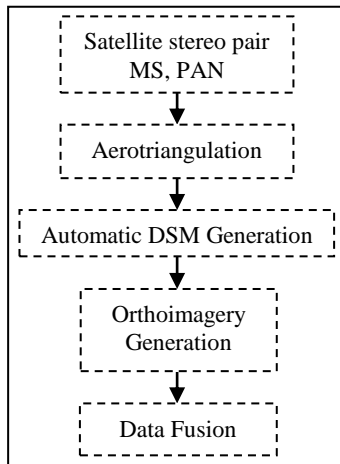 Satellite stereo pair
MS, PAN
Aerotriangulation
Automatic DSM Generation
Orthoimagery
Generation
Data Fusion